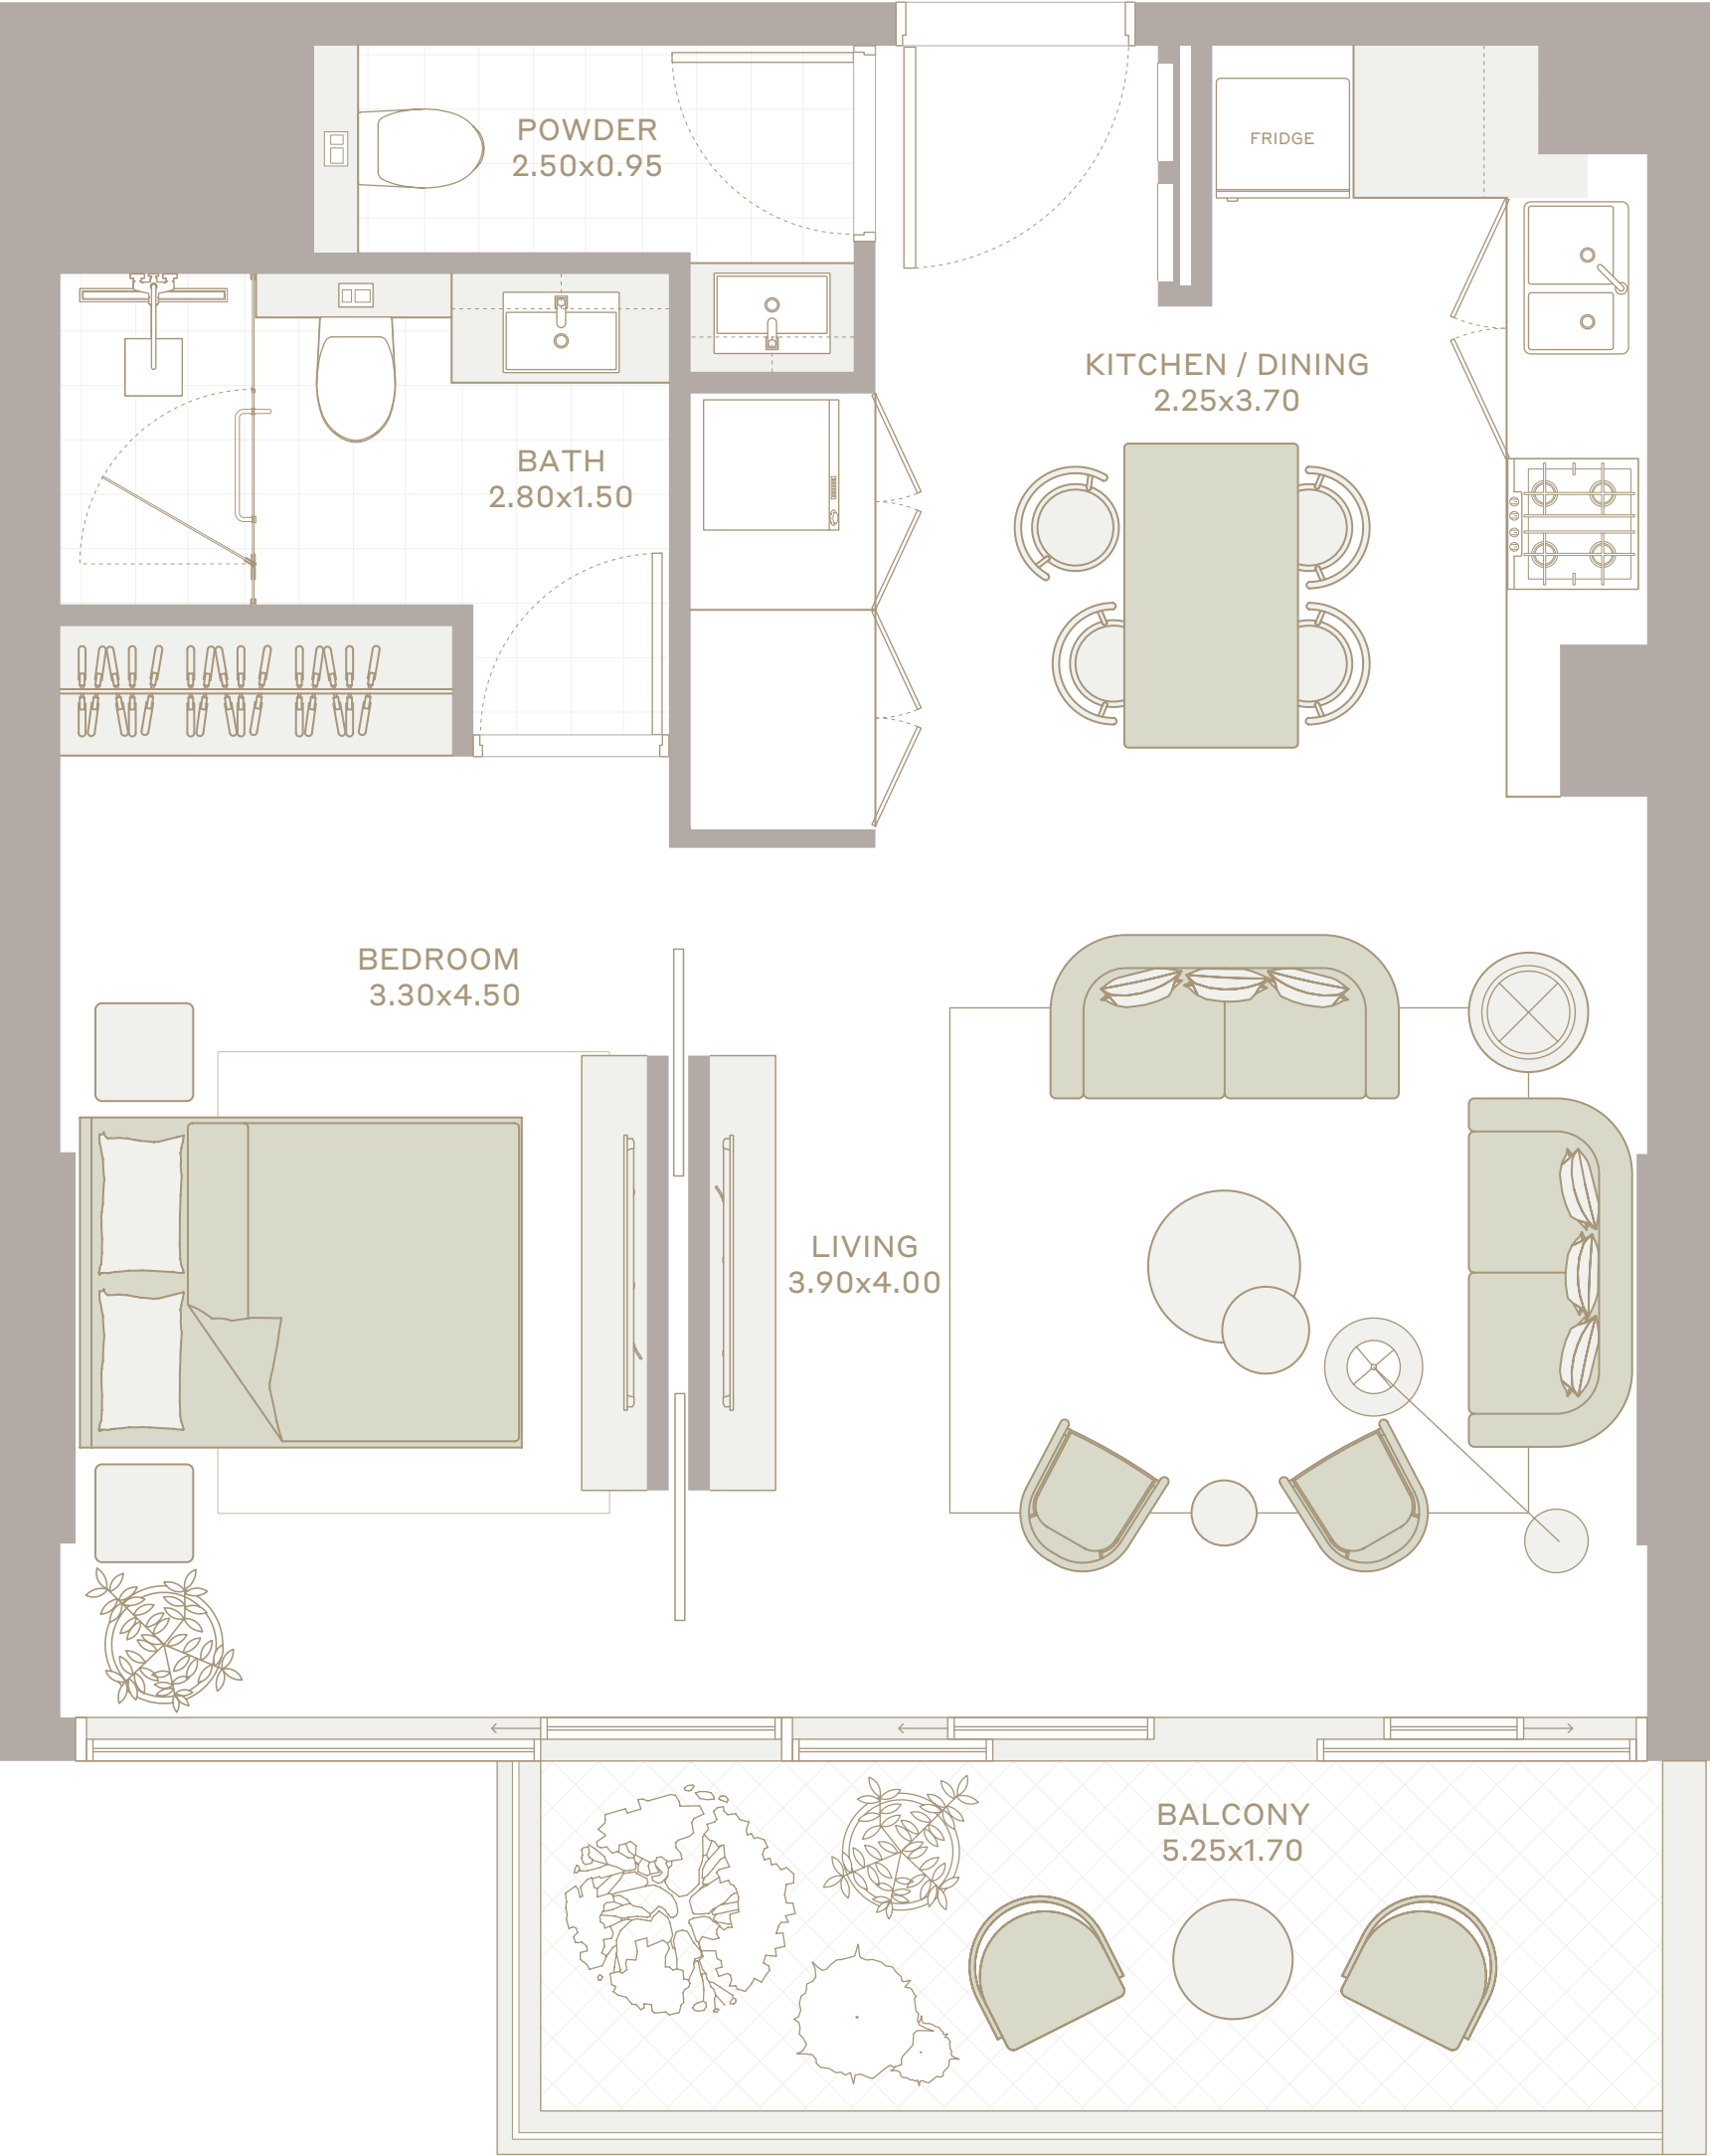 POWDER
2.50x0.95
FRIDGE
KITCHEN / DINING
2.25x3.70
BATH
2.80x1.50
BEDROOM
3.30x4.50
LIVING
3.90x4.00
BALCONY
5.25x1.70